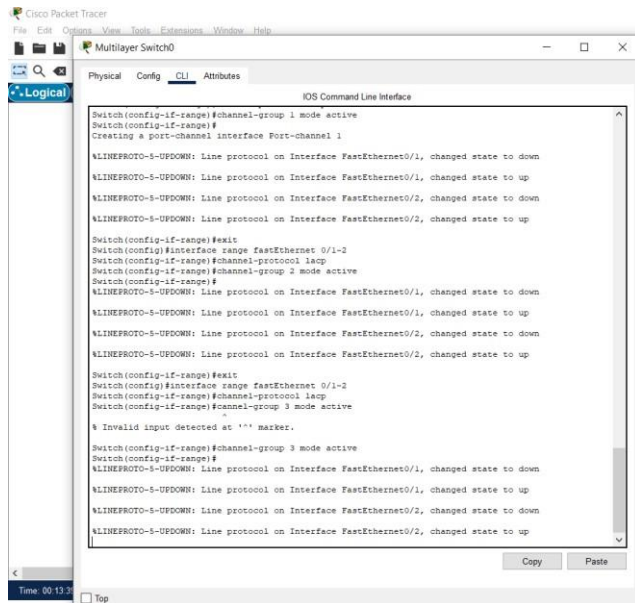 Cisco Packet Tracer
File Edit Options View Tools Extensions Window Help
Multilayer Switch0
Physical Config CLI Attributes
Logical
IOS Command Line Interface
Switch(config-if-range)#channel-group 1 mode active
Switch(config-if-range)#
Creating a port-channel interface Port-channel 1
%LINEPROTO-5-UPDOWN: Line protocol on Interface FastEthernet0/1, changed state to down
%LINEPROTO-5-UPDOWN: Line protocol on Interface FastEthernet0/1, changed state to up
%LINEPROTO-5-UPDOWN: Line protocol on Interface FastEthernet0/2, changed state to down
%LINEPROTO-5-UPDOWN: Line protocol on Interface FastEthernet0/2, changed state to up
Switch(config-if-range)#exit
Switch(config)#interface range fastEthernet 0/1-2
Switch(config-if-range)#channel-protocol lacp
Switch(config-if-range)#channel-group 2 mode active
Switch(config-if-range)#
%LINEPROTO-5-UPDOWN: Line protocol on Interface FastEthernet0/1, changed state to down
%LINEPROTO-5-UPDOWN: Line protocol on Interface FastEthernet0/1, changed state to up
%LINEPROTO-5-UPDOWN: Line protocol on Interface FastEthernet0/2, changed state to down
%LINEPROTO-5-UPDOWN: Line protocol on Interface FastEthernet0/2, changed state to up
Switch(config-if-range)#exit
Switch(config)#interface range fastEthernet 0/1-2
Switch(config-if-range)#channel-protocol lacp
Switch(config-if-range)#cannel-group 3 mode active
^
% Invalid input detected at '^' marker.
Switch(config-if-range)#channel-group 3 mode active
Switch(config-if-range)#
%LINEPROTO-5-UPDOWN: Line protocol on Interface FastEthernet0/1, changed state to down
%LINEPROTO-5-UPDOWN: Line protocol on Interface FastEthernet0/1, changed state to up
%LINEPROTO-5-UPDOWN: Line protocol on Interface FastEthernet0/2, changed state to down
%LINEPROTO-5-UPDOWN: Line protocol on Interface FastEthernet0/2, changed state to up
Copy Paste
Time: 00:13:3
Top